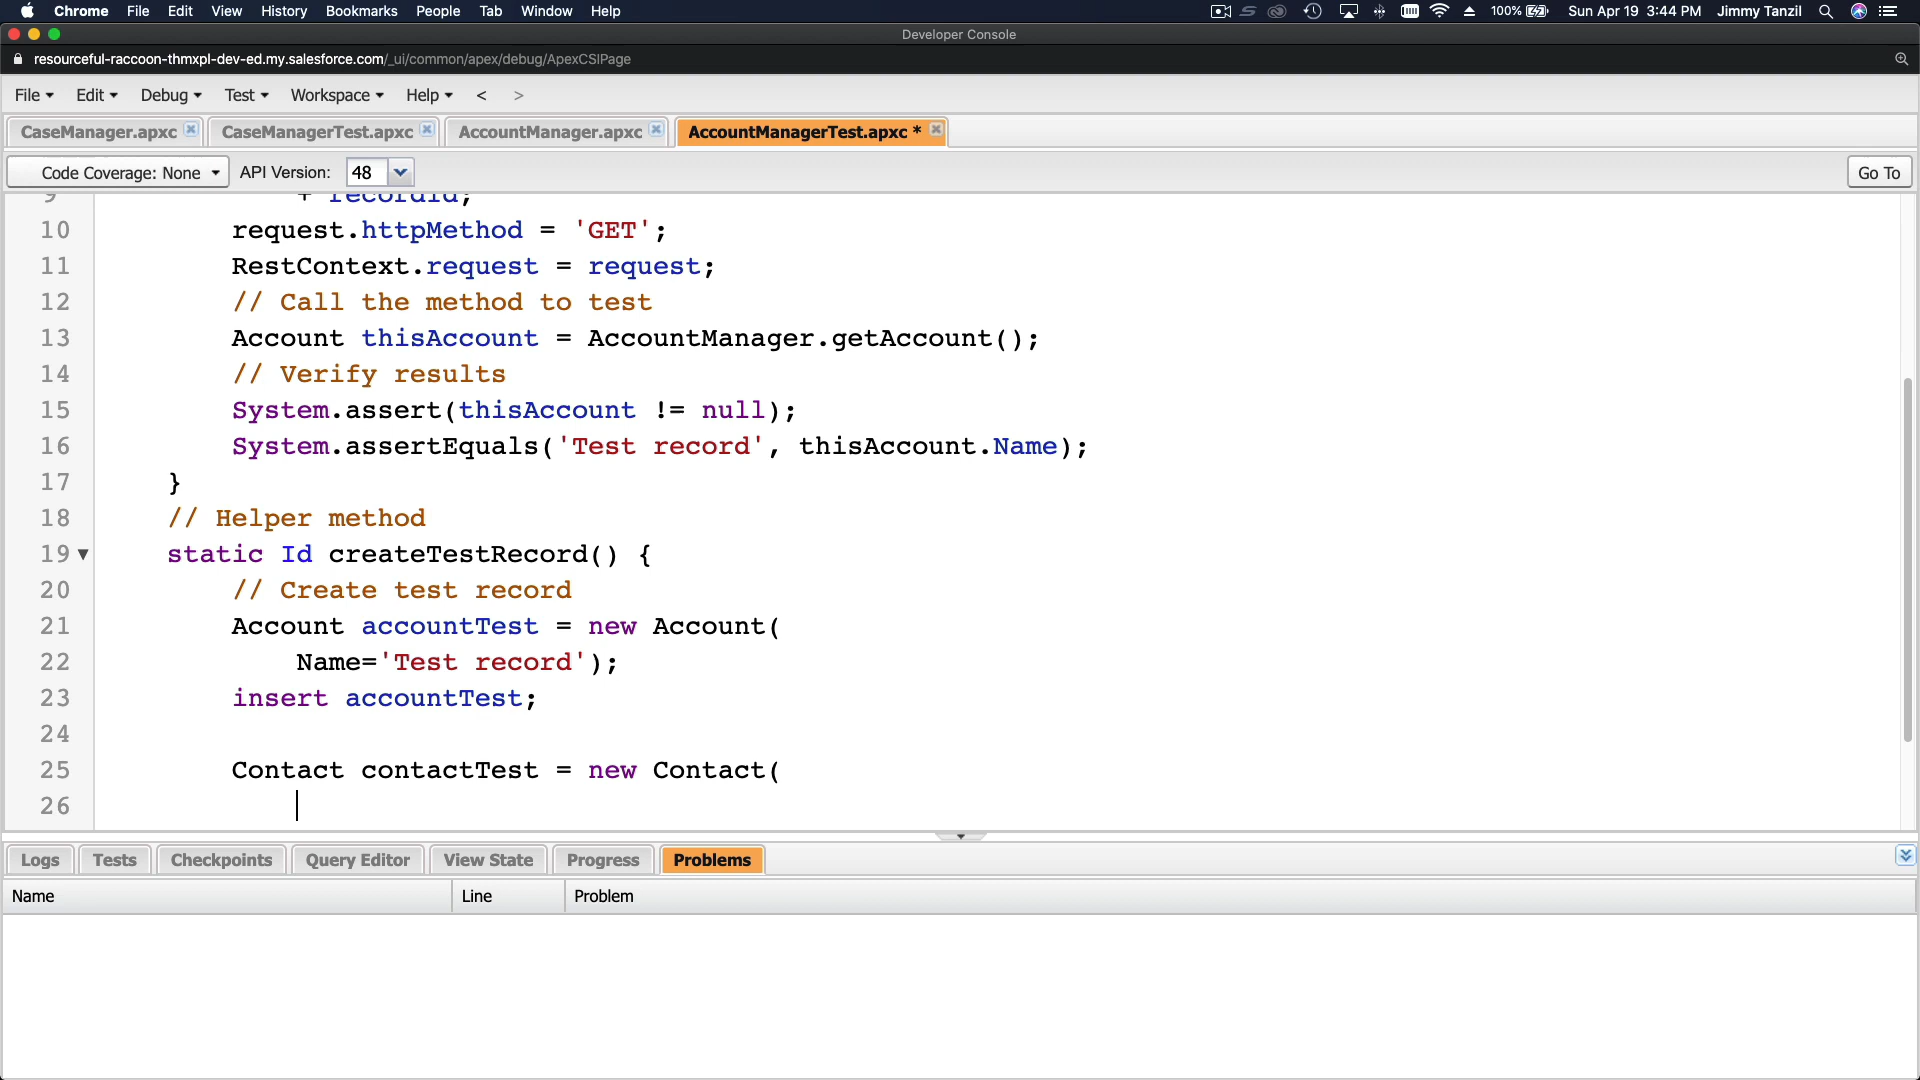 Chrome File Edit View History Bookmarks People Tab Window Help 100% Sun Apr 19 3:44 PM Jimmy Tanzil
Developer Console
resourceful-raccoon-thmxpl-dev-ed.my.salesforce.com/_ui/common/apex/debug/ApexCSIPage
File Edit Debug Test Workspace Help < >
CaseManager.apxc CaseManagerTest.apxc AccountManager.apxc AccountManagerTest.apxc *
Code Coverage: None API Version: 48 Go To
9 + recordId;
10 request.httpMethod = 'GET';
11 RestContext.request = request;
12 // Call the method to test
13 Account thisAccount = AccountManager.getAccount();
14 // Verify results
15 System.assert(thisAccount != null);
16 System.assertEquals('Test record', thisAccount.Name);
17 }
18 // Helper method
19 static Id createTestRecord() {
20 // Create test record
21 Account accountTest = new Account(
22 Name='Test record');
23 insert accountTest;
24
25 Contact contactTest = new Contact(
26
Logs Tests Checkpoints Query Editor View State Progress Problems
Name Line Problem